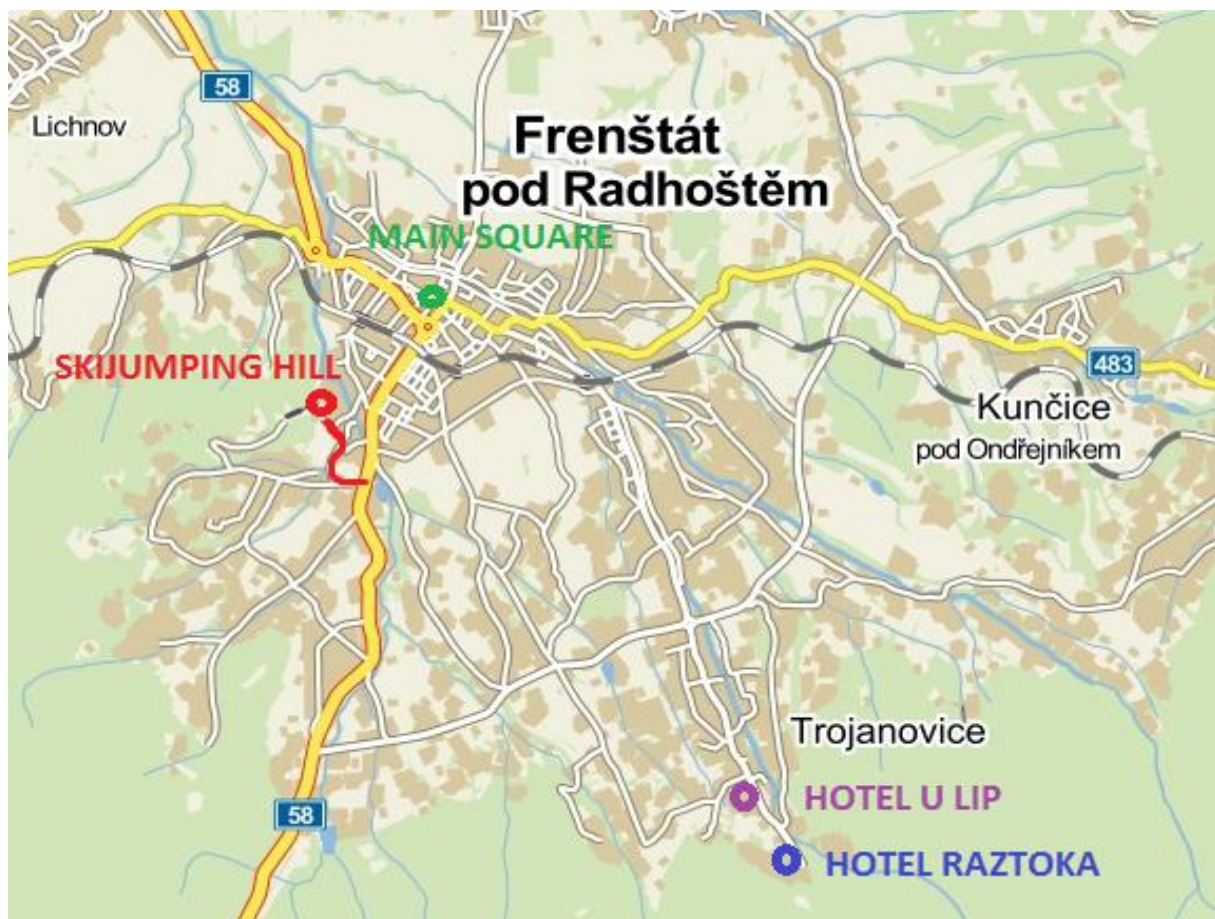 58
Lichnov
Frenštát
pod Radhoštěm
MAIN SQUARE
SKIJUMPING HILL
483
Kunčice
pod Ondřejníkem
Trojanovice
HOTEL U LIP
58
HOTEL RAZTOKA